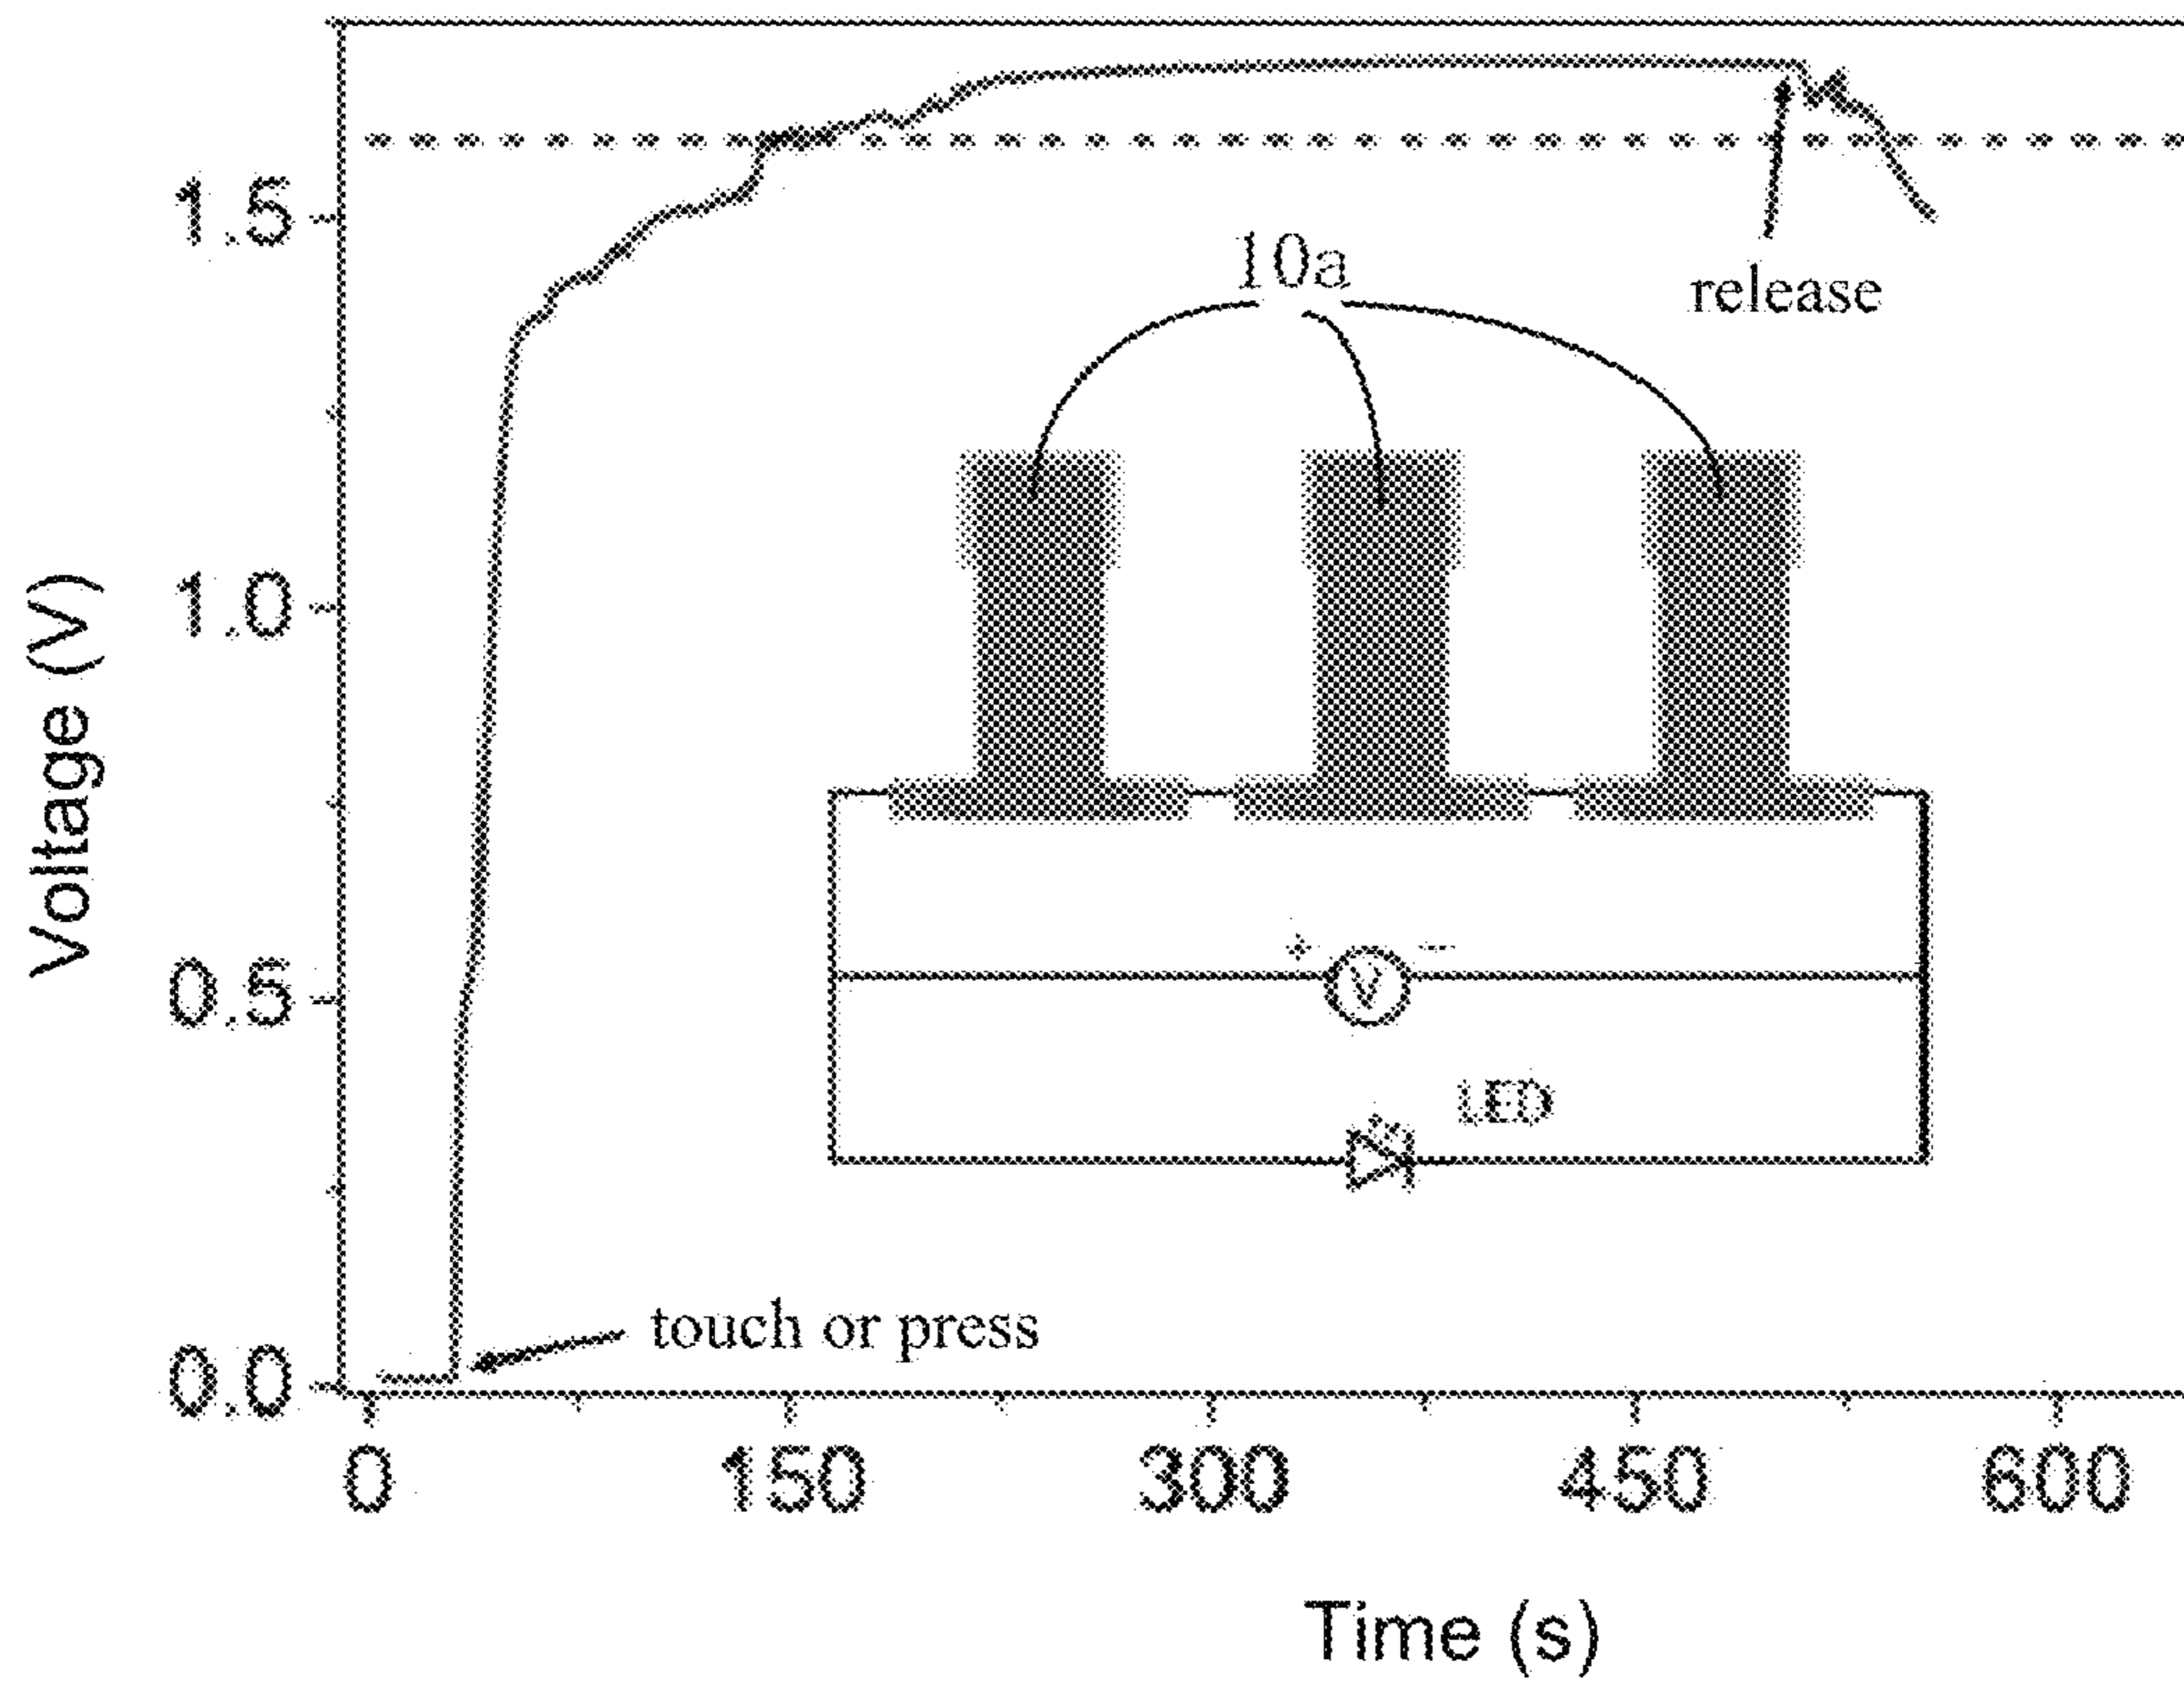 1.5
10a
release
1.0
Voltage (V)
+ −
V
0.5
LED
touch or press
0.0
0 150 300 450 600
Time (s)